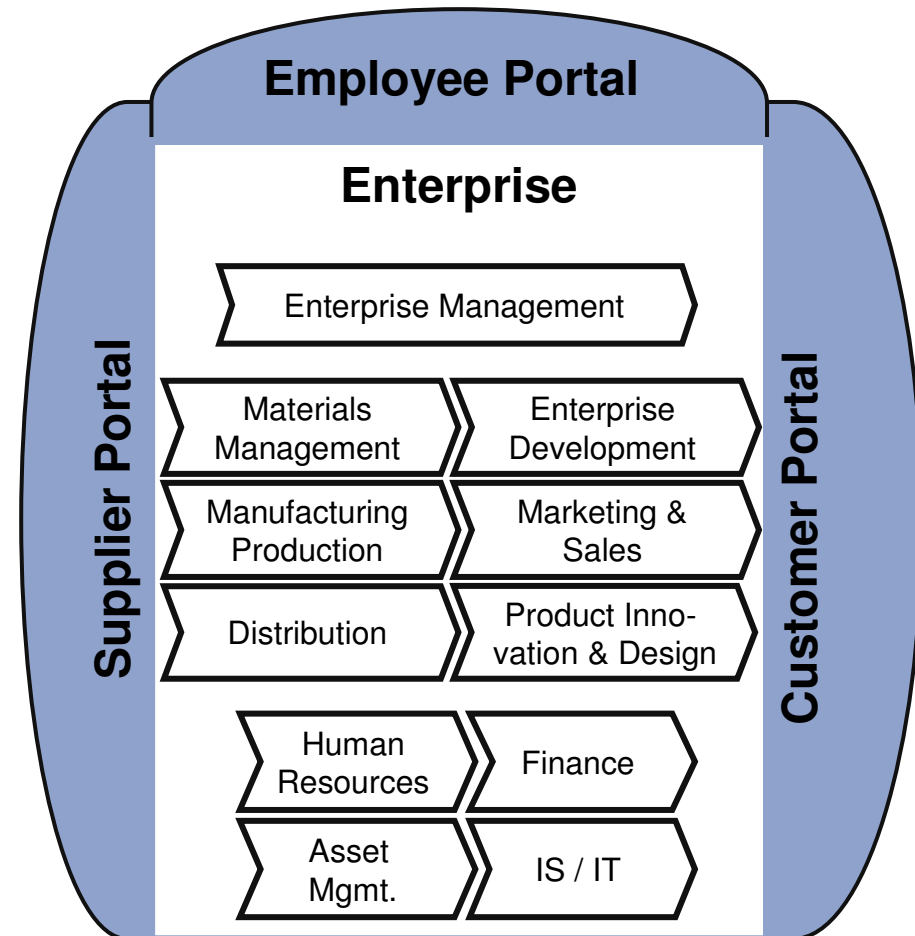 Employee Portal
Enterprise
Enterprise Management
Supplier Portal
Materials
Management
Enterprise
Development
Manufacturing
Production
Marketing &
Sales
Distribution
Product Inno-
vation & Design
Human
Resources
Finance
Asset
Mgmt.
IS / IT
Customer Portal